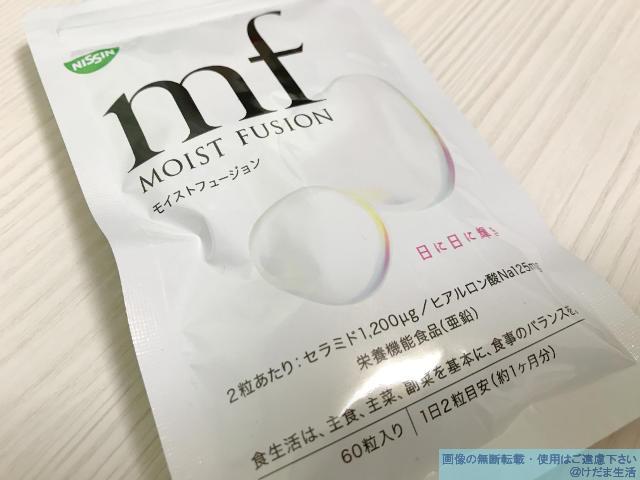 NISSIN
mf
MOIST FUSION
モイストフュージョン
日に日に輝き
2粒あたり：セラミド1,200μg／ヒアルロン酸Na125mg
栄養機能食品（亜鉛）
食生活は、主食、主菜、副菜を基本に、食事のバランスを。
60粒入り｜1日2粒目安（約1ヶ月分）
画像の無断転載・使用はご遠慮下さい
@けだま生活